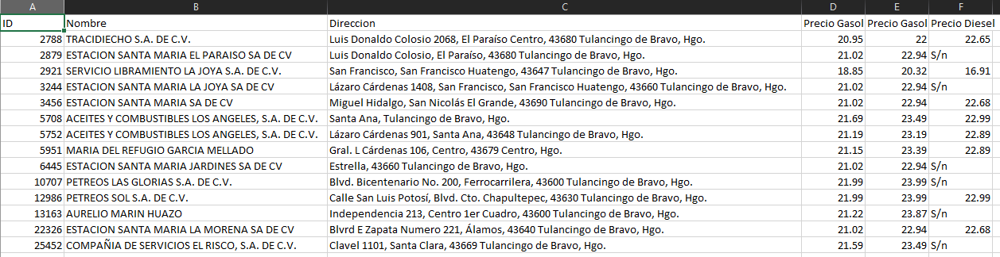 A B C D E F
ID Nombre Direccion Precio Gasol Precio Gasol Precio Diesel
2788 TRACIDIECHO S.A. DE C.V. Luis Donaldo Colosio 2068, El Paraíso Centro, 43680 Tulancingo de Bravo, Hgo. 20.95 22 22.65
2879 ESTACION SANTA MARIA EL PARAISO SA DE CV Luis Donaldo Colosio, El Paraíso, 43680 Tulancingo de Bravo, Hgo. 21.02 22.94 S/n
2921 SERVICIO LIBRAMIENTO LA JOYA S.A. DE C.V. San Francisco, San Francisco Huatengo, 43647 Tulancingo de Bravo, Hgo. 18.85 20.32 16.91
3244 ESTACION SANTA MARIA LA JOYA SA DE CV Lázaro Cárdenas 1408, San Francisco, San Francisco Huatengo, 43660 Tulancingo de Bravo, Hgo. 21.02 22.94 S/n
3456 ESTACION SANTA MARIA SA DE CV Miguel Hidalgo, San Nicolás El Grande, 43690 Tulancingo de Bravo, Hgo. 21.02 22.94 22.68
5708 ACEITES Y COMBUSTIBLES LOS ANGELES, S.A. DE C.V. Santa Ana, Tulancingo de Bravo, Hgo. 21.69 23.49 22.99
5752 ACEITES Y COMBUSTIBLES LOS ANGELES, S.A. DE C.V. Lázaro Cárdenas 901, Santa Ana, 43648 Tulancingo de Bravo, Hgo. 21.19 23.19 22.89
5951 MARIA DEL REFUGIO GARCIA MELLADO Gral. L Cárdenas 106, Centro, 43679 Centro, Hgo. 21.15 23.39 22.89
6445 ESTACION SANTA MARIA JARDINES SA DE CV Estrella, 43660 Tulancingo de Bravo, Hgo. 21.02 22.94 S/n
10707 PETREOS LAS GLORIAS S.A. DE C.V. Blvd. Bicentenario No. 200, Ferrocarrilera, 43600 Tulancingo de Bravo, Hgo. 21.99 23.99 S/n
12986 PETREOS SOL S.A. DE C.V. Calle San Luis Potosí, Blvd. Cto. Chapultepec, 43630 Tulancingo de Bravo, Hgo. 21.99 23.99 22.99
13163 AURELIO MARIN HUAZO Independencia 213, Centro 1er Cuadro, 43600 Tulancingo de Bravo, Hgo. 21.22 23.87 S/n
22326 ESTACION SANTA MARIA LA MORENA SA DE CV Blvrd E Zapata Numero 221, Álamos, 43640 Tulancingo de Bravo, Hgo. 21.02 22.94 22.68
25452 COMPAÑIA DE SERVICIOS EL RISCO, S.A. DE C.V. Clavel 1101, Santa Clara, 43669 Tulancingo de Bravo, Hgo. 21.59 23.49 S/n